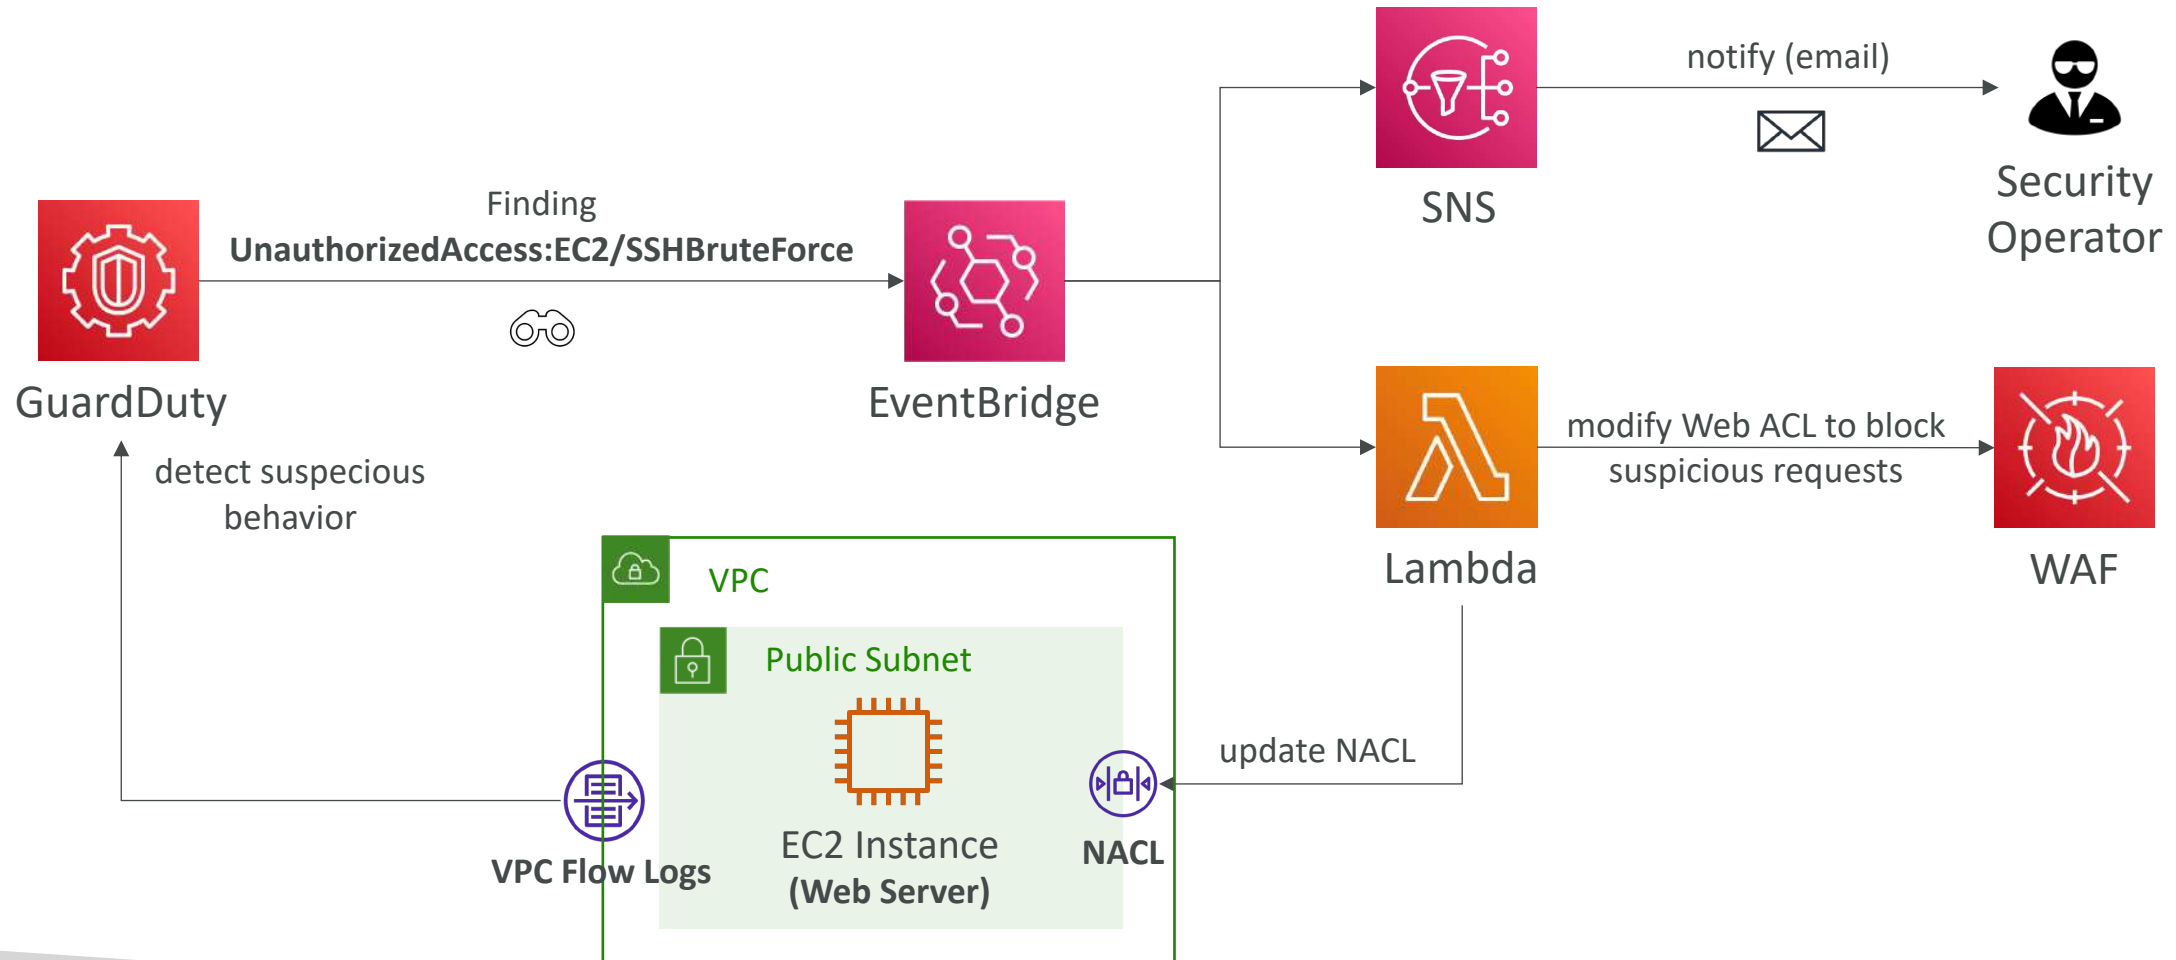 notify (email)
SNS
Security
Operator
Finding
UnauthorizedAccess:EC2/SSHBruteForce
GuardDuty
EventBridge
detect suspecious
behavior
modify Web ACL to block
suspicious requests
Lambda
WAF
VPC
Public Subnet
update NACL
EC2 Instance
(Web Server)
NACL
VPC Flow Logs